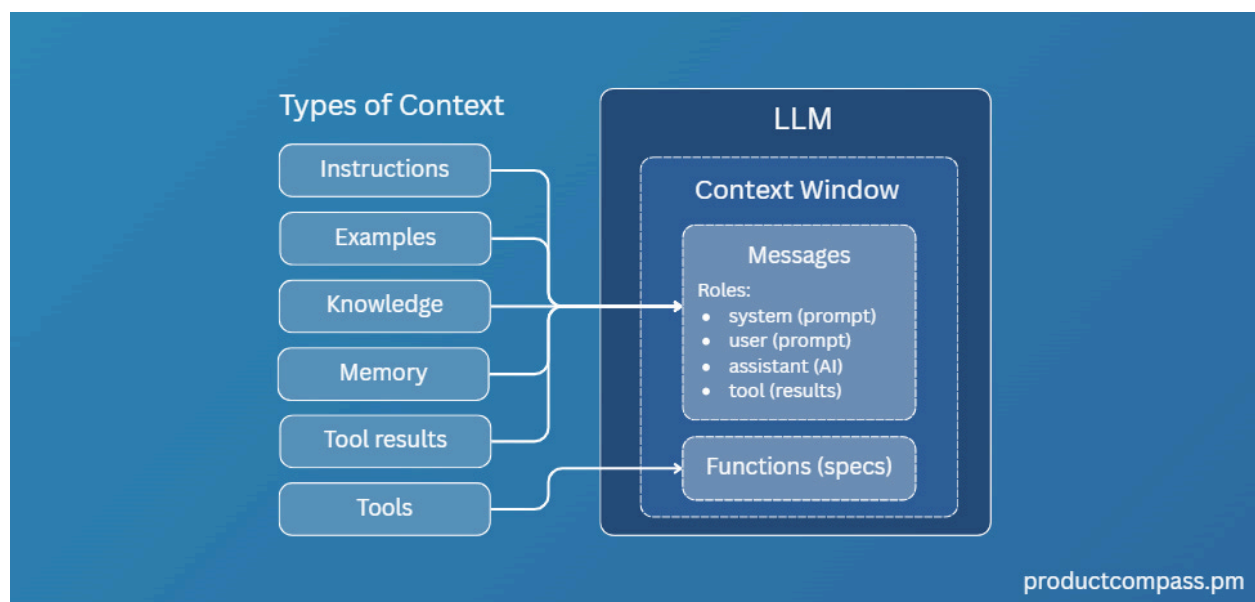 Types of Context
Instructions
Examples
Knowledge
Memory
Tool results
Tools
LLM
Context Window
Messages
Roles:
• system (prompt)
• user (prompt)
• assistant (AI)
• tool (results)
Functions (specs)
productcompass.pm